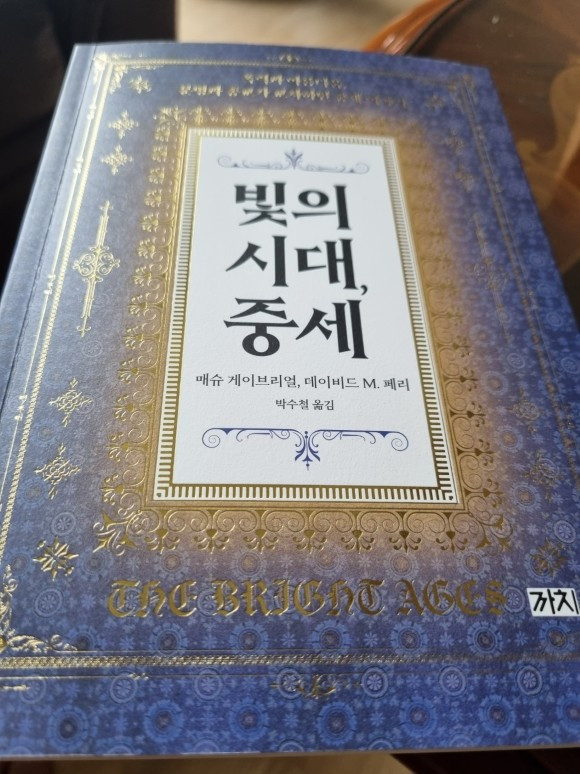 빛의
시대,
중세
매슈 게이브리얼, 데이비드 M. 페리
박수철 옮김
THE BRIGHT AGES
까치